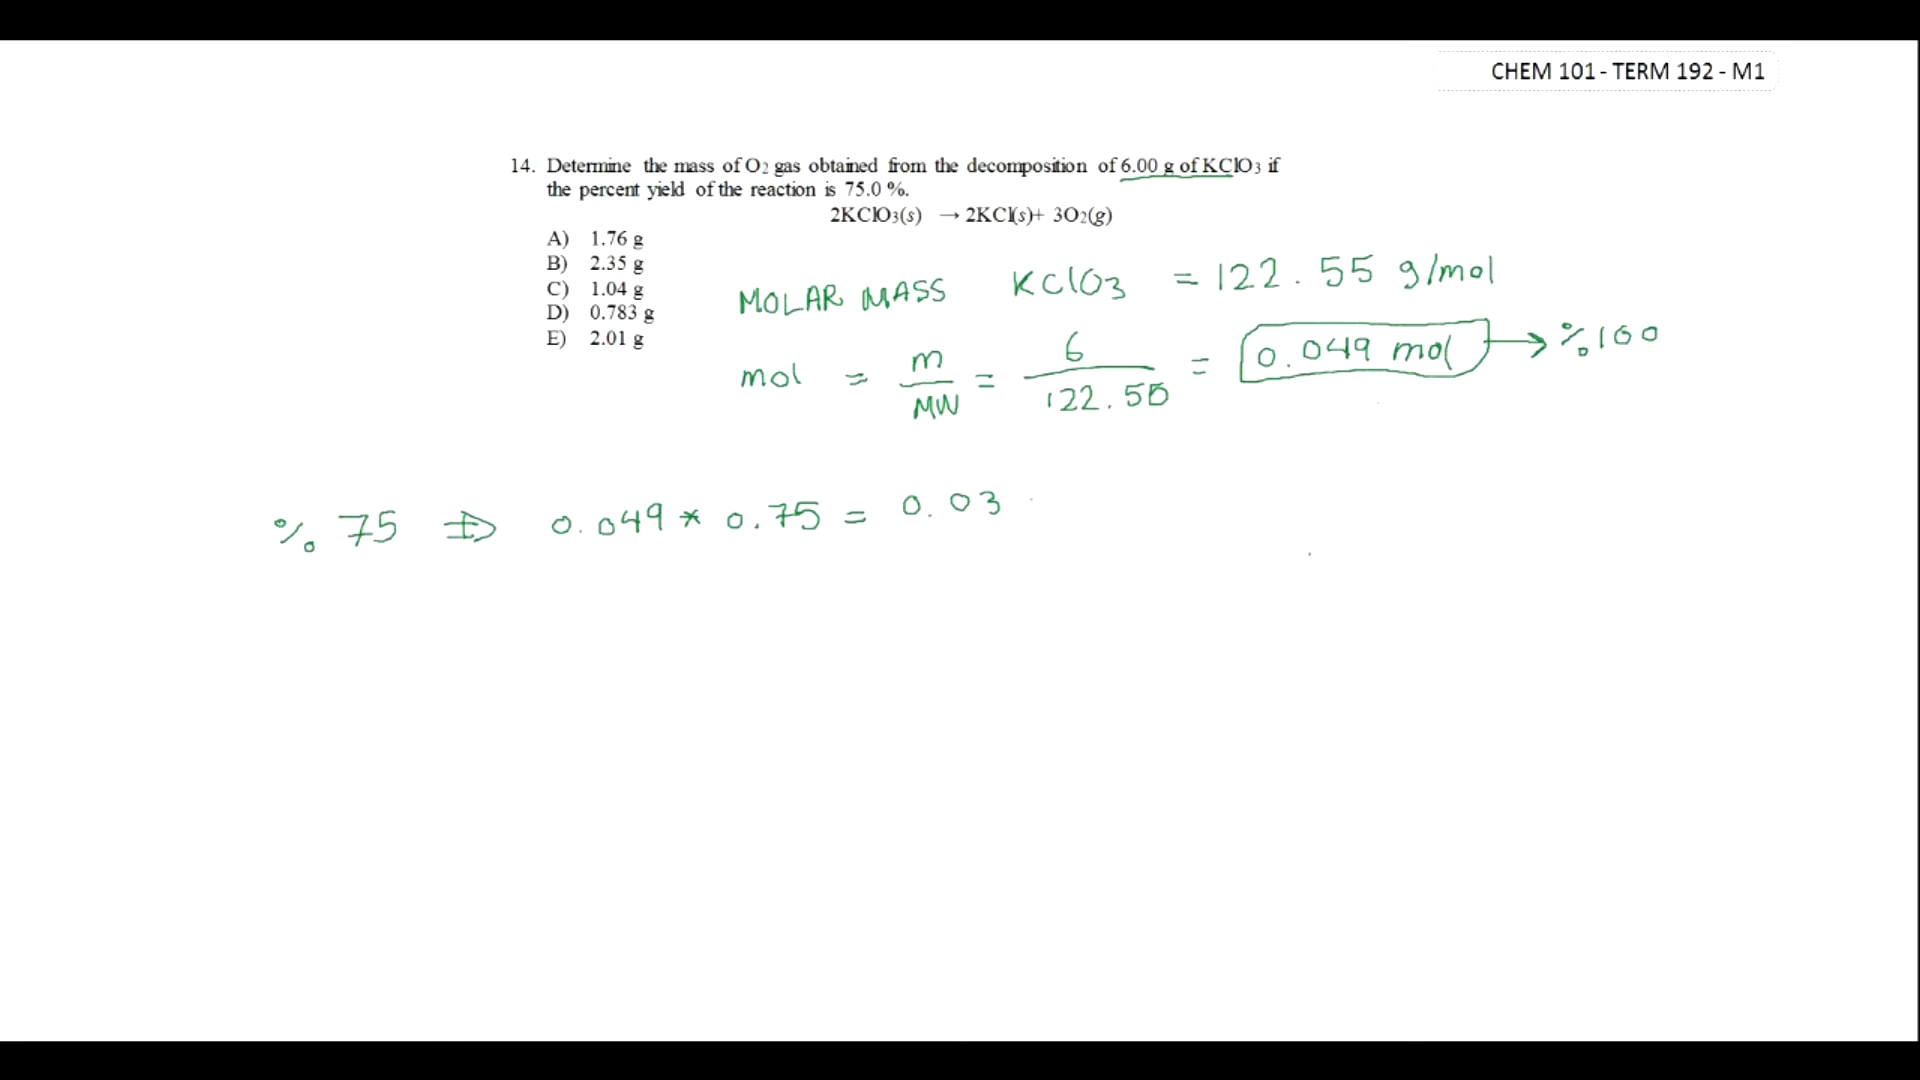 CHEM 101 - TERM 192 - M1
14. Determine the mass of O2 gas obtained from the decomposition of 6.00 g of KClO3 if
the percent yield of the reaction is 75.0 %.
2KClO3(s) → 2KCl(s)+ 3O2(g)
A) 1.76 g
B) 2.35 g
C) 1.04 g
D) 0.783 g
E) 2.01 g
MOLAR MASS KClO3 = 122.55 g/mol
mol = m/MW = 6/122.55 = 0.049 mol → %100
% 75 ⇒ 0.049 * 0.75 = 0.03